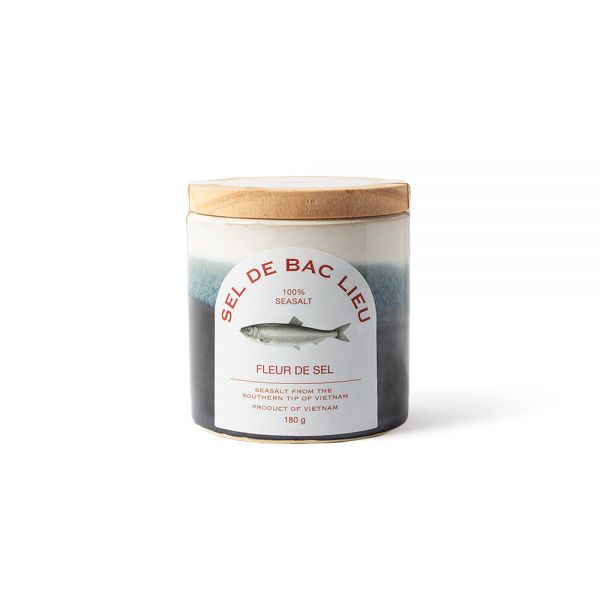 SEL DE BAC LIEU
100%
SEASALT
FLEUR DE SEL
SEASALT FROM THE
SOUTHERN TIP OF VIETNAM
PRODUCT OF VIETNAM
180 g